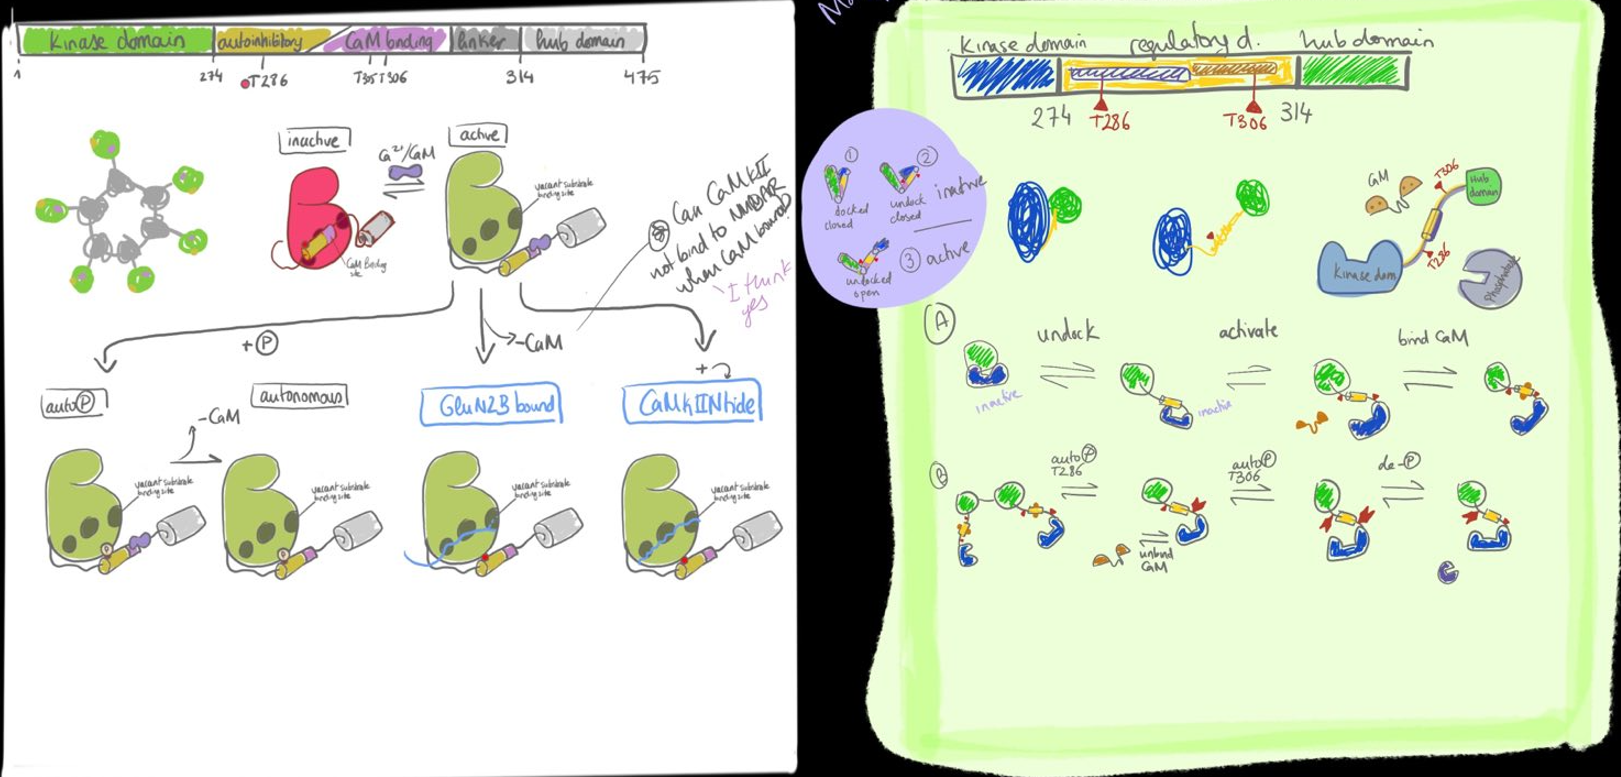 kinase domain
autoinhibitory
CaM binding
linker
hub domain
1
274
T286
T305 T306
314
475
inactive
Ca²⁺/CaM
active
vacant substrate
binding site
CaM Binding
site
Can CaMKII
not bind to NMDAR
when CaM bound?
I think
yes
+ P
-CaM
+
auto P
-CaM
autonomous
GluN2B bound
CaMKIINtide
vacant substrate
binding site
vacant substrate
binding site
vacant substrate
binding site
vacant substrate
binding site
kinase domain
regulatory d.
hub domain
274
T286
T306
314
1
docked
closed
2
undock
closed
inactive
undocked
open
3 active
CaM
T306
Hub
domain
T286
Kinase dom
Phosphatase
A
undock
activate
bind CaM
inactive
inactive
B
auto P
T286
auto P
T306
de-P
unbind
CaM